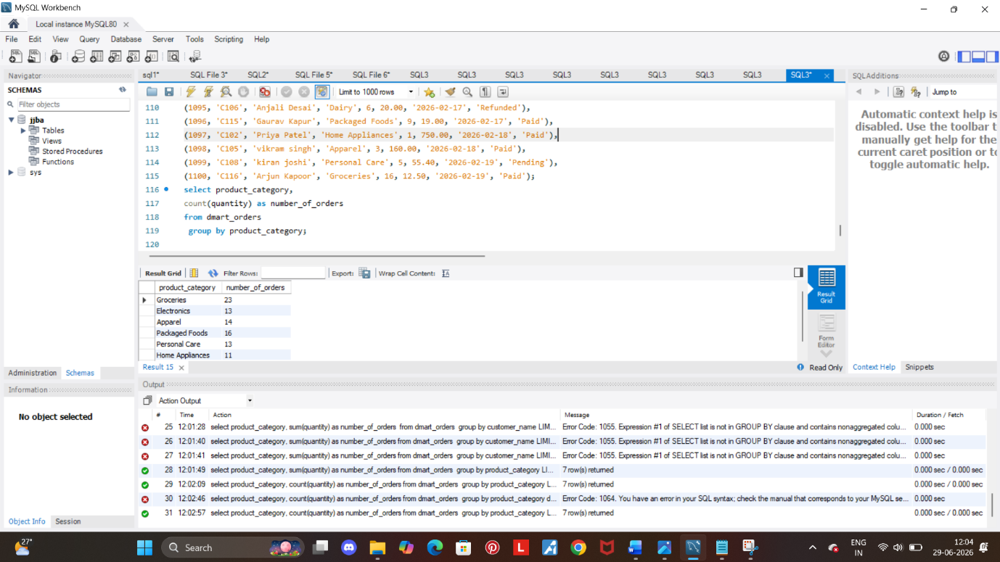 MySQL Workbench
Local instance MySQL80
File Edit View Query Database Server Tools Scripting Help
Navigator
SCHEMAS
Filter objects
jjba
Tables
Views
Stored Procedures
Functions
sys
Administration Schemas
Information
No object selected
Object Info Session
sql1* SQL File 3* SQL2* SQL File 5* SQL File 6* SQL3 SQL3 SQL3 SQL3 SQL3 SQL3 SQL3 SQL3 SQL3*
Limit to 1000 rows
110 (1095, 'C106', 'Anjali Desai', 'Dairy', 6, 20.00, '2026-02-17', 'Refunded'),
111 (1096, 'C115', 'Gaurav Kapur', 'Packaged Foods', 9, 19.00, '2026-02-17', 'Paid'),
112 (1097, 'C102', 'Priya Patel', 'Home Appliances', 1, 750.00, '2026-02-18', 'Paid'),
113 (1098, 'C105', 'vikram singh', 'Apparel', 3, 160.00, '2026-02-18', 'Paid'),
114 (1099, 'C108', 'kiran joshi', 'Personal Care', 5, 55.40, '2026-02-19', 'Pending'),
115 (1100, 'C116', 'Arjun Kapoor', 'Groceries', 16, 12.50, '2026-02-19', 'Paid');
116 select product_category,
117 count(quantity) as number_of_orders
118 from dmart_orders
119 group by product_category;
120
Result Grid Filter Rows: Export: Wrap Cell Content:
product_category number_of_orders
Groceries 23
Electronics 13
Apparel 14
Packaged Foods 16
Personal Care 13
Home Appliances 11
Result Grid
Form Editor
Result 15
Read Only
SQLAdditions
Jump to
Automatic context help is
disabled. Use the toolbar t
manually get help for the
current caret position or to
toggle automatic help.
Context Help Snippets
Output
Action Output
# Time Action Message Duration / Fetch
25 12:01:28 select product_category, sum(quantity) as number_of_orders from dmart_orders group by customer_name LIMI... Error Code: 1055. Expression #1 of SELECT list is not in GROUP BY clause and contains nonaggregated colu... 0.000 sec
26 12:01:40 select product_category, sum(quantity) as number_of_orders from dmart_orders group by customer_name LIMI... Error Code: 1055. Expression #1 of SELECT list is not in GROUP BY clause and contains nonaggregated colu... 0.000 sec
27 12:01:41 select product_category, sum(quantity) as number_of_orders from dmart_orders group by customer_name LIMI... Error Code: 1055. Expression #1 of SELECT list is not in GROUP BY clause and contains nonaggregated colu... 0.000 sec
28 12:01:49 select product_category, sum(quantity) as number_of_orders from dmart_orders group by product_category LI... 7 row(s) returned 0.000 sec / 0.000 sec
29 12:02:09 select product_category, count(quantity) as number_of_orders from dmart_orders group by product_category L... 7 row(s) returned 0.000 sec / 0.000 sec
30 12:02:46 select product_category, count(quantity) as number_of_orders from dmart_orders group by product_category d... Error Code: 1064. You have an error in your SQL syntax; check the manual that corresponds to your MySQL se... 0.000 sec
31 12:02:57 select product_category, count(quantity) as number_of_orders from dmart_orders group by product_category L... 7 row(s) returned 0.000 sec / 0.000 sec
27°
Search
ENG
IN
12:04
29-06-2026